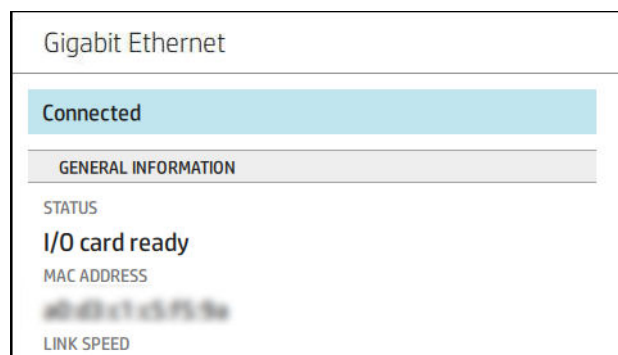 Gigabit Ethernet
Connected
GENERAL INFORMATION
STATUS
I/O card ready
MAC ADDRESS
LINK SPEED